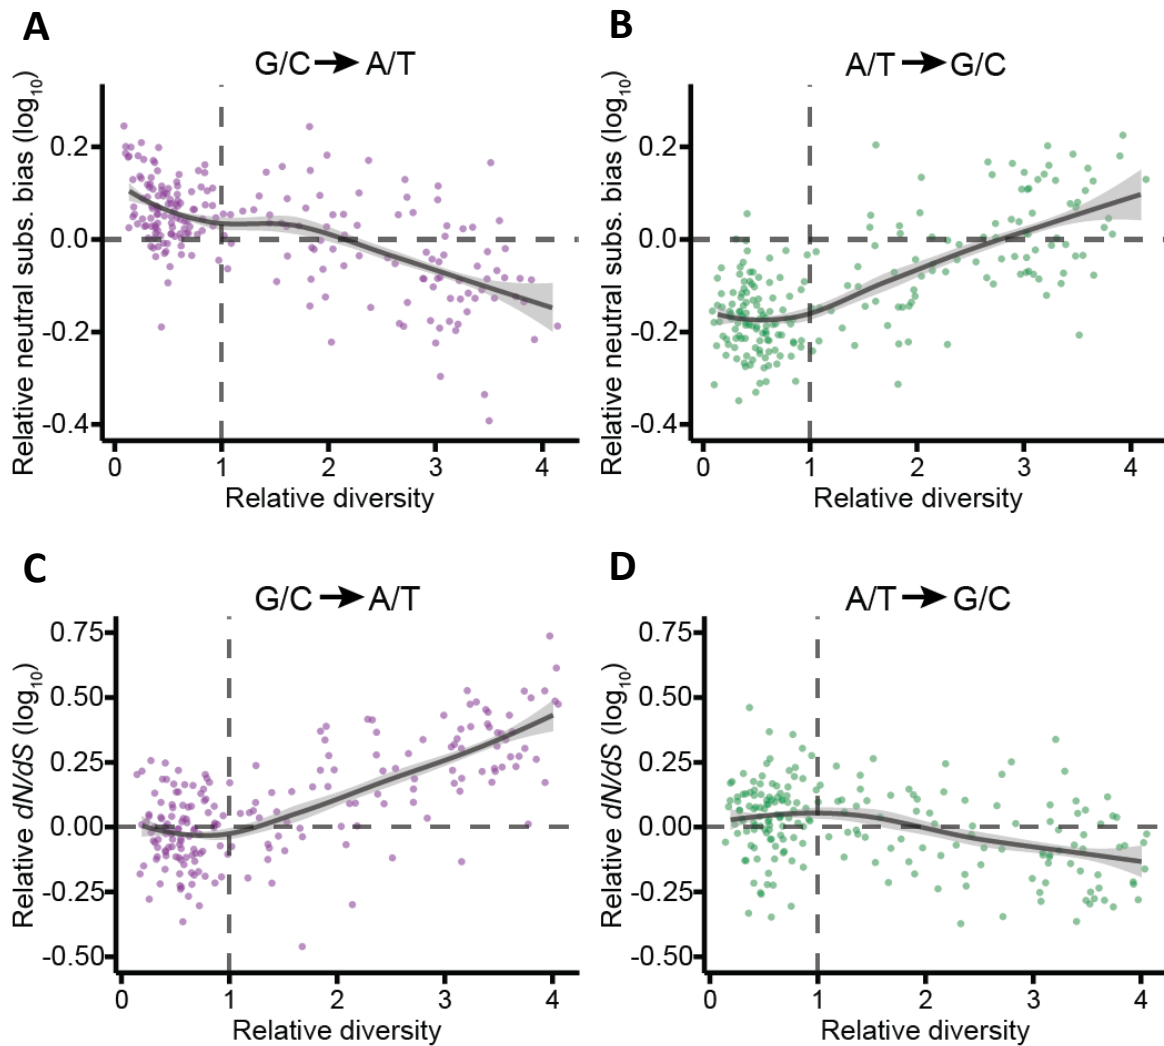 A
G/C → A/T
Relative neutral subs. bias (log10)
0.2
0.0
-0.2
-0.4
0 1 2 3 4
Relative diversity
B
A/T → G/C
Relative neutral subs. bias (log10)
0.2
0.0
-0.2
-0.4
0 1 2 3 4
Relative diversity
C
G/C → A/T
Relative dN/dS (log10)
0.75
0.50
0.25
0.00
-0.25
-0.50
0 1 2 3 4
Relative diversity
D
A/T → G/C
Relative dN/dS (log10)
0.75
0.50
0.25
0.00
-0.25
-0.50
0 1 2 3 4
Relative diversity